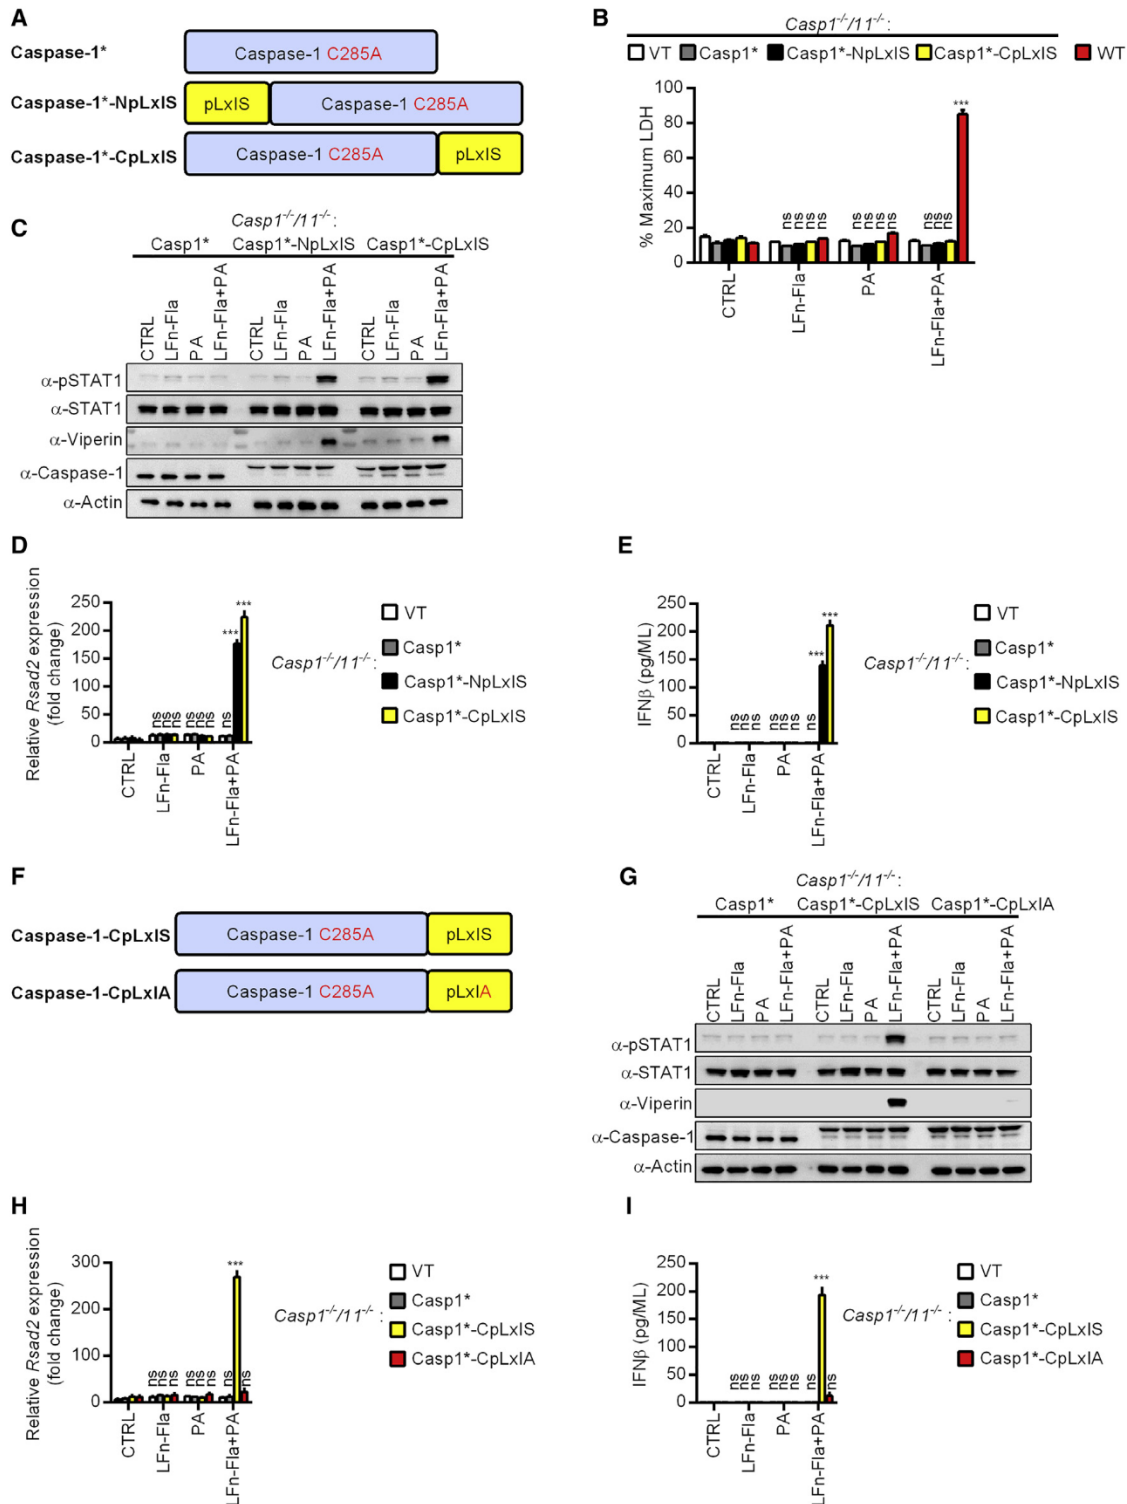 A
Caspase-1*
Caspase-1 C285A
Caspase-1*-NpLxIS
pLxIS
Caspase-1 C285A
Caspase-1*-CpLxIS
Caspase-1 C285A
pLxIS
B
Casp1-/-/11-/-:
VT Casp1* Casp1*-NpLxIS Casp1*-CpLxIS WT
% Maximum LDH
100
80
60
40
20
0
ns ns ns ns
ns ns ns ns
ns ns ns
***
CTRL
LFn-Fla
PA
LFn-Fla+PA
C
Casp1-/-/11-/-:
Casp1* Casp1*-NpLxIS Casp1*-CpLxIS
CTRL LFn-Fla PA LFn-Fla+PA CTRL LFn-Fla PA LFn-Fla+PA CTRL LFn-Fla PA LFn-Fla+PA
α-pSTAT1
α-STAT1
α-Viperin
α-Caspase-1
α-Actin
D
Relative Rsad2 expression
(fold change)
250
200
150
100
50
0
ns ns ns
ns ns ns
ns
***
***
CTRL
LFn-Fla
PA
LFn-Fla+PA
Casp1-/-/11-/-:
VT
Casp1*
Casp1*-NpLxIS
Casp1*-CpLxIS
E
IFNβ (pg/ML)
250
200
150
100
50
0
ns ns ns
ns ns ns
ns
***
***
CTRL
LFn-Fla
PA
LFn-Fla+PA
Casp1-/-/11-/-:
VT
Casp1*
Casp1*-NpLxIS
Casp1*-CpLxIS
F
Caspase-1-CpLxIS
Caspase-1 C285A
pLxIS
Caspase-1-CpLxIA
Caspase-1 C285A
pLxIA
G
Casp1-/-/11-/-:
Casp1* Casp1*-CpLxIS Casp1*-CpLxIA
CTRL LFn-Fla PA LFn-Fla+PA CTRL LFn-Fla PA LFn-Fla+PA CTRL LFn-Fla PA LFn-Fla+PA
α-pSTAT1
α-STAT1
α-Viperin
α-Caspase-1
α-Actin
H
Relative Rsad2 expression
(fold change)
300
200
100
0
ns ns ns
ns ns ns
ns
***
ns
CTRL
LFn-Fla
PA
LFn-Fla+PA
Casp1-/-/11-/-:
VT
Casp1*
Casp1*-CpLxIS
Casp1*-CpLxIA
I
IFNβ (pg/ML)
250
200
150
100
50
0
ns ns ns
ns ns ns
ns
***
ns
CTRL
LFn-Fla
PA
LFn-Fla+PA
Casp1-/-/11-/-:
VT
Casp1*
Casp1*-CpLxIS
Casp1*-CpLxIA